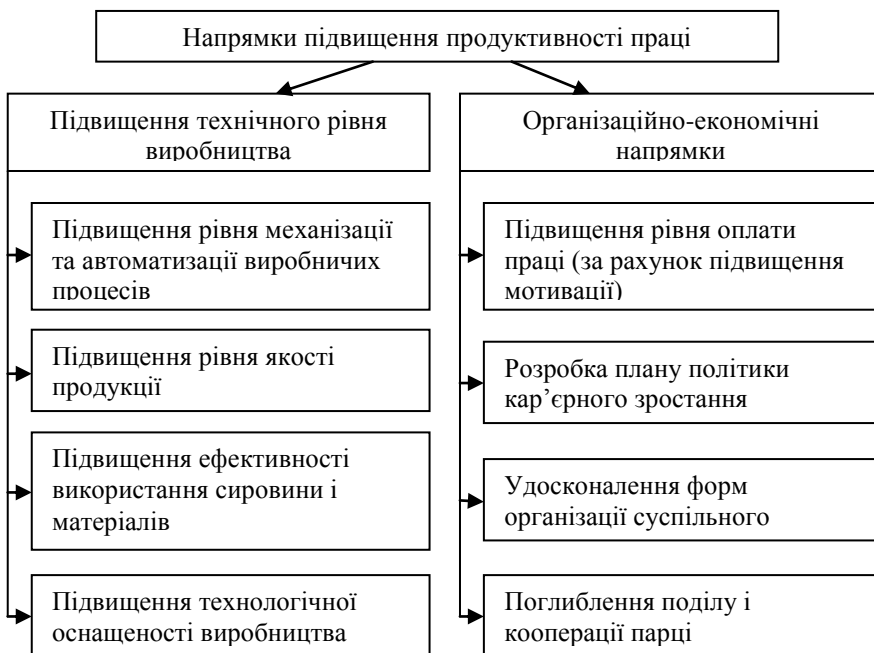 Напрямки підвищення продуктивності праці
Підвищення технічного рівня
виробництва
Підвищення рівня механізації
та автоматизації виробничих
процесів
Підвищення рівня якості
продукції
Підвищення ефективності
використання сировини і
матеріалів
Підвищення технологічної
оснащеності виробництва
Організаційно-економічні
напрямки
Підвищення рівня оплати
праці (за рахунок підвищення
мотивації)
Розробка плану політики
кар’єрного зростання
Удосконалення форм
організації суспільного
Поглиблення поділу і
кооперації парці